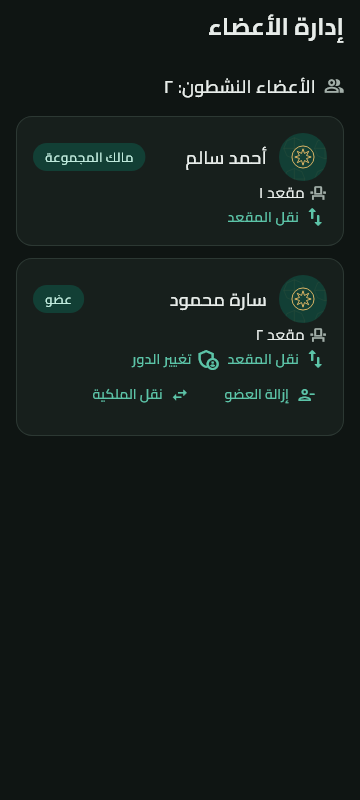 إدارة الأعضاء
الأعضاء النشطون: ٢
أحمد سالم
مالك المجموعة
مقعد ١
نقل المقعد
سارة محمود
عضو
مقعد ٢
نقل المقعد تغيير الدور
إزالة العضو نقل الملكية